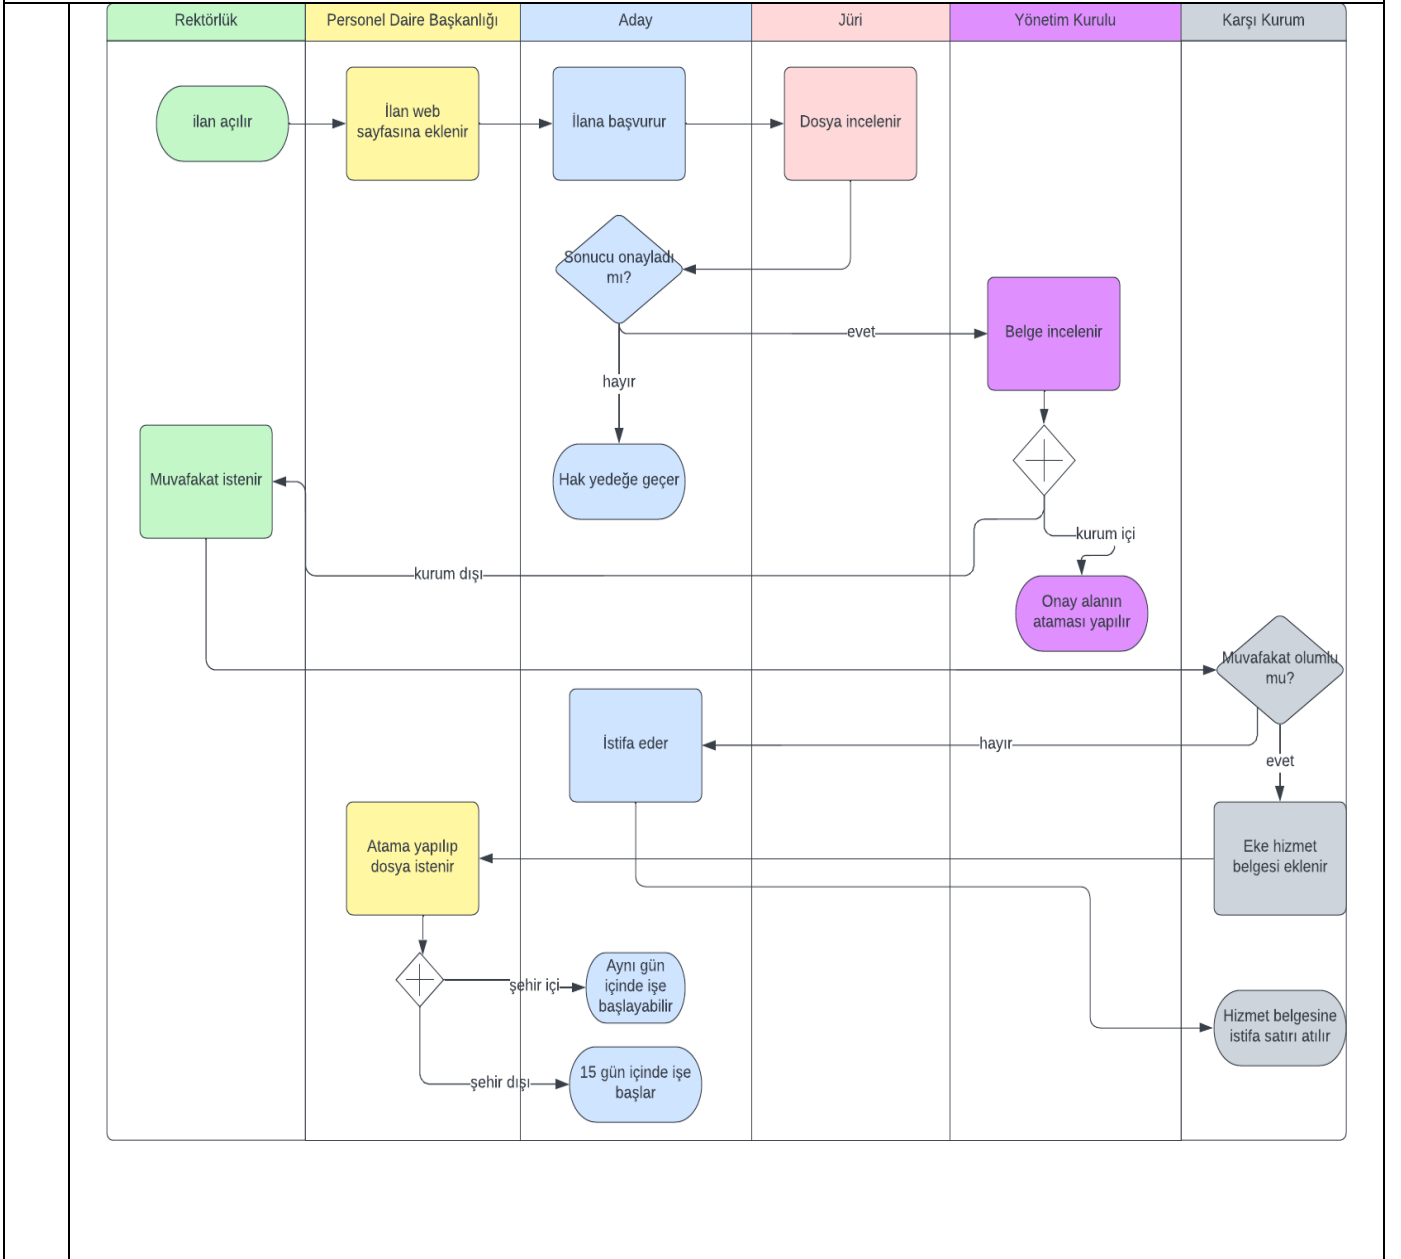 Rektörlük
Personel Daire Başkanlığı
Aday
Jüri
Yönetim Kurulu
Karşı Kurum
ilan açılır
İlan web
sayfasına eklenir
İlana başvurur
Dosya incelenir
Sonucu onayladı
mı?
evet
Belge incelenir
hayır
Hak yedeğe geçer
Muvafakat istenir
kurum içi
kurum dışı
Onay alanın
ataması yapılır
Muvafakat olumlu
mu?
İstifa eder
hayır
evet
Atama yapılıp
dosya istenir
Eke hizmet
belgesi eklenir
şehir içi
Aynı gün
içinde işe
başlayabilir
Hizmet belgesine
istifa satırı atılır
şehir dışı
15 gün içinde işe
başlar